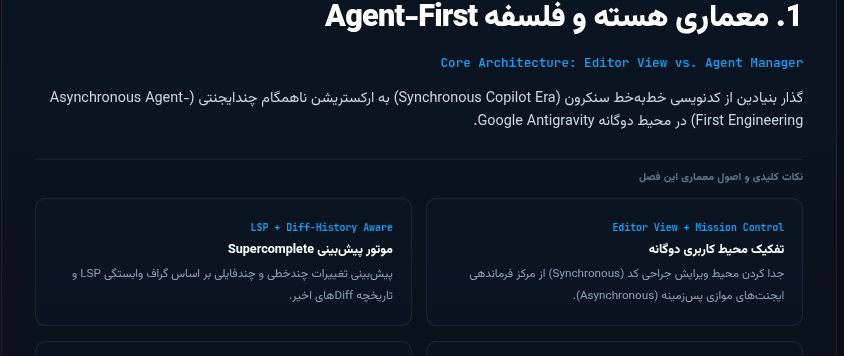 1. معماری هسته و فلسفه Agent-First
Core Architecture: Editor View vs. Agent Manager
گذار بنیادین از کدنویسی خط‌به‌خط سنکرون (Synchronous Copilot Era) به ارکستریشن ناهمگام چندایجنتی (Asynchronous Agent-
First Engineering) در محیط دوگانه Google Antigravity.
نکات کلیدی و اصول معماری این فصل
Editor View + Mission Control
تفکیک محیط کاربری دوگانه
جدا کردن محیط ویرایش جراحی کد (Synchronous) از مرکز فرماندهی
ایجنت‌های موازی پس‌زمینه (Asynchronous).
LSP + Diff-History Aware
موتور پیش‌بینی Supercomplete
پیش‌بینی تغییرات چندخطی و چندفایلی بر اساس گراف وابستگی LSP و
تاریخچه Diffهای اخیر.